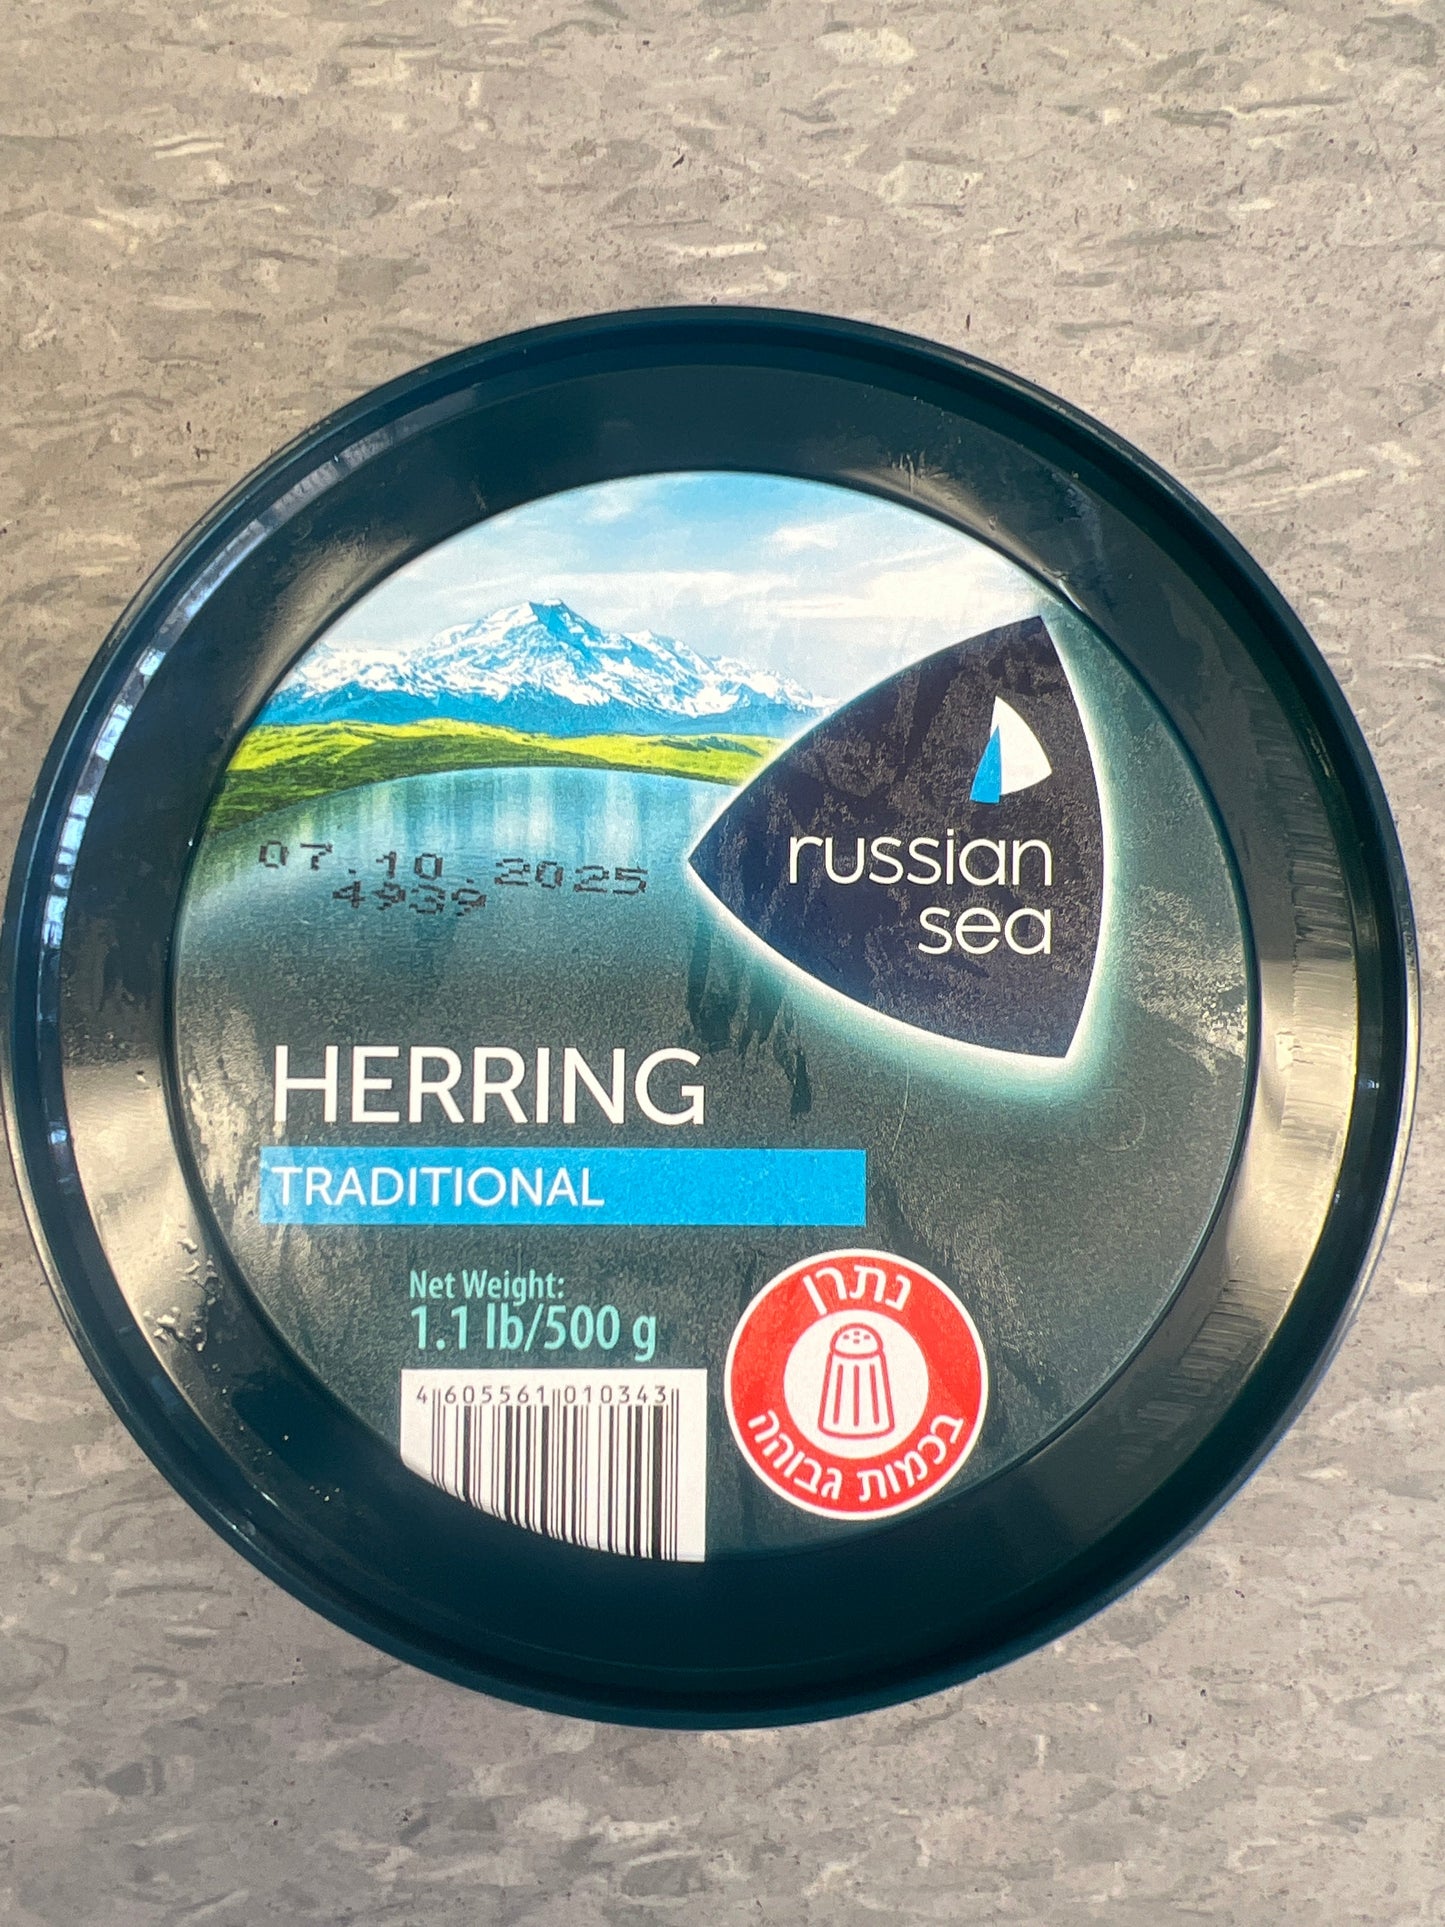 07.10.2025
4939
russian
sea
HERRING
TRADITIONAL
Net Weight:
1.1 lb/500 g
4 605561 010343
נתרן
בכמות גבוהה